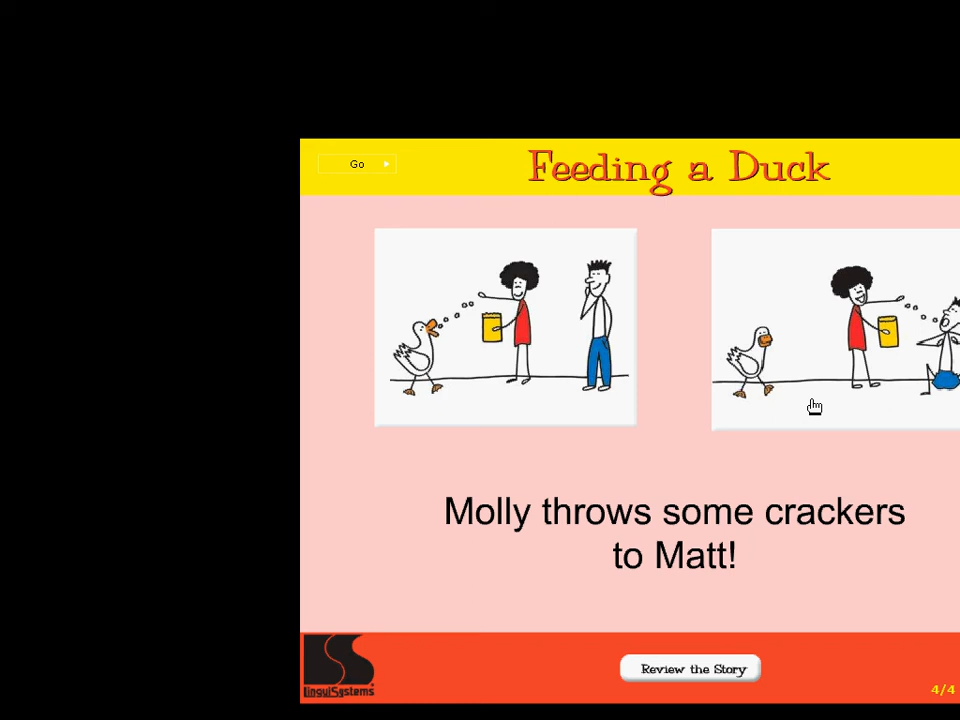 Go
Feeding a Duck
Molly throws some crackers
to Matt!
LinguiSystems
Review the Story
4/4